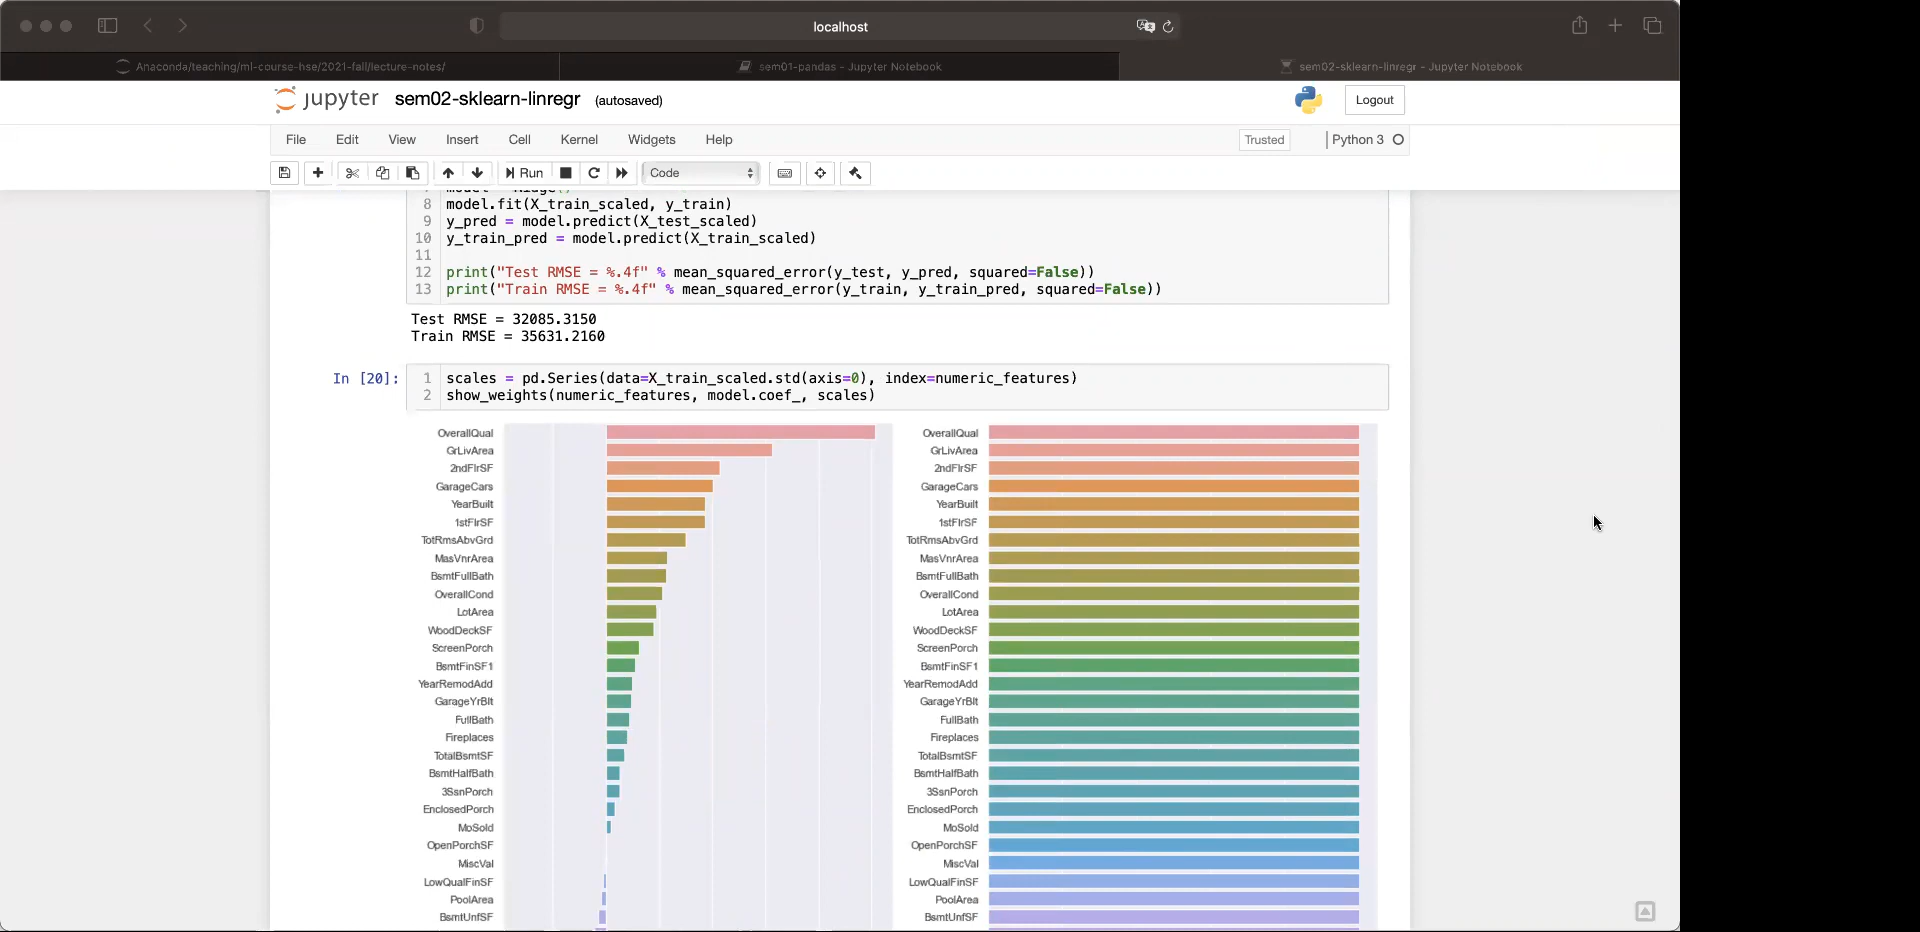 localhost
Anaconda/teaching/ml-course-hse/2021-fall/lecture-notes/
sem01-pandas - Jupyter Notebook
sem02-sklearn-linregr - Jupyter Notebook
jupyter sem02-sklearn-linregr (autosaved)
Logout
File Edit View Insert Cell Kernel Widgets Help
Trusted
Python 3
Run
Code
8 model.fit(X_train_scaled, y_train)
9 y_pred = model.predict(X_test_scaled)
10 y_train_pred = model.predict(X_train_scaled)
11
12 print("Test RMSE = %.4f" % mean_squared_error(y_test, y_pred, squared=False))
13 print("Train RMSE = %.4f" % mean_squared_error(y_train, y_train_pred, squared=False))
Test RMSE = 32085.3150
Train RMSE = 35631.2160
In [20]:
1 scales = pd.Series(data=X_train_scaled.std(axis=0), index=numeric_features)
2 show_weights(numeric_features, model.coef_, scales)
OverallQual OverallQual
GrLivArea GrLivArea
2ndFlrSF 2ndFlrSF
GarageCars GarageCars
YearBuilt YearBuilt
1stFlrSF 1stFlrSF
TotRmsAbvGrd TotRmsAbvGrd
MasVnrArea MasVnrArea
BsmtFullBath BsmtFullBath
OverallCond OverallCond
LotArea LotArea
WoodDeckSF WoodDeckSF
ScreenPorch ScreenPorch
BsmtFinSF1 BsmtFinSF1
YearRemodAdd YearRemodAdd
GarageYrBlt GarageYrBlt
FullBath FullBath
Fireplaces Fireplaces
TotalBsmtSF TotalBsmtSF
BsmtHalfBath BsmtHalfBath
3SsnPorch 3SsnPorch
EnclosedPorch EnclosedPorch
MoSold MoSold
OpenPorchSF OpenPorchSF
MiscVal MiscVal
LowQualFinSF LowQualFinSF
PoolArea PoolArea
BsmtUnfSF BsmtUnfSF